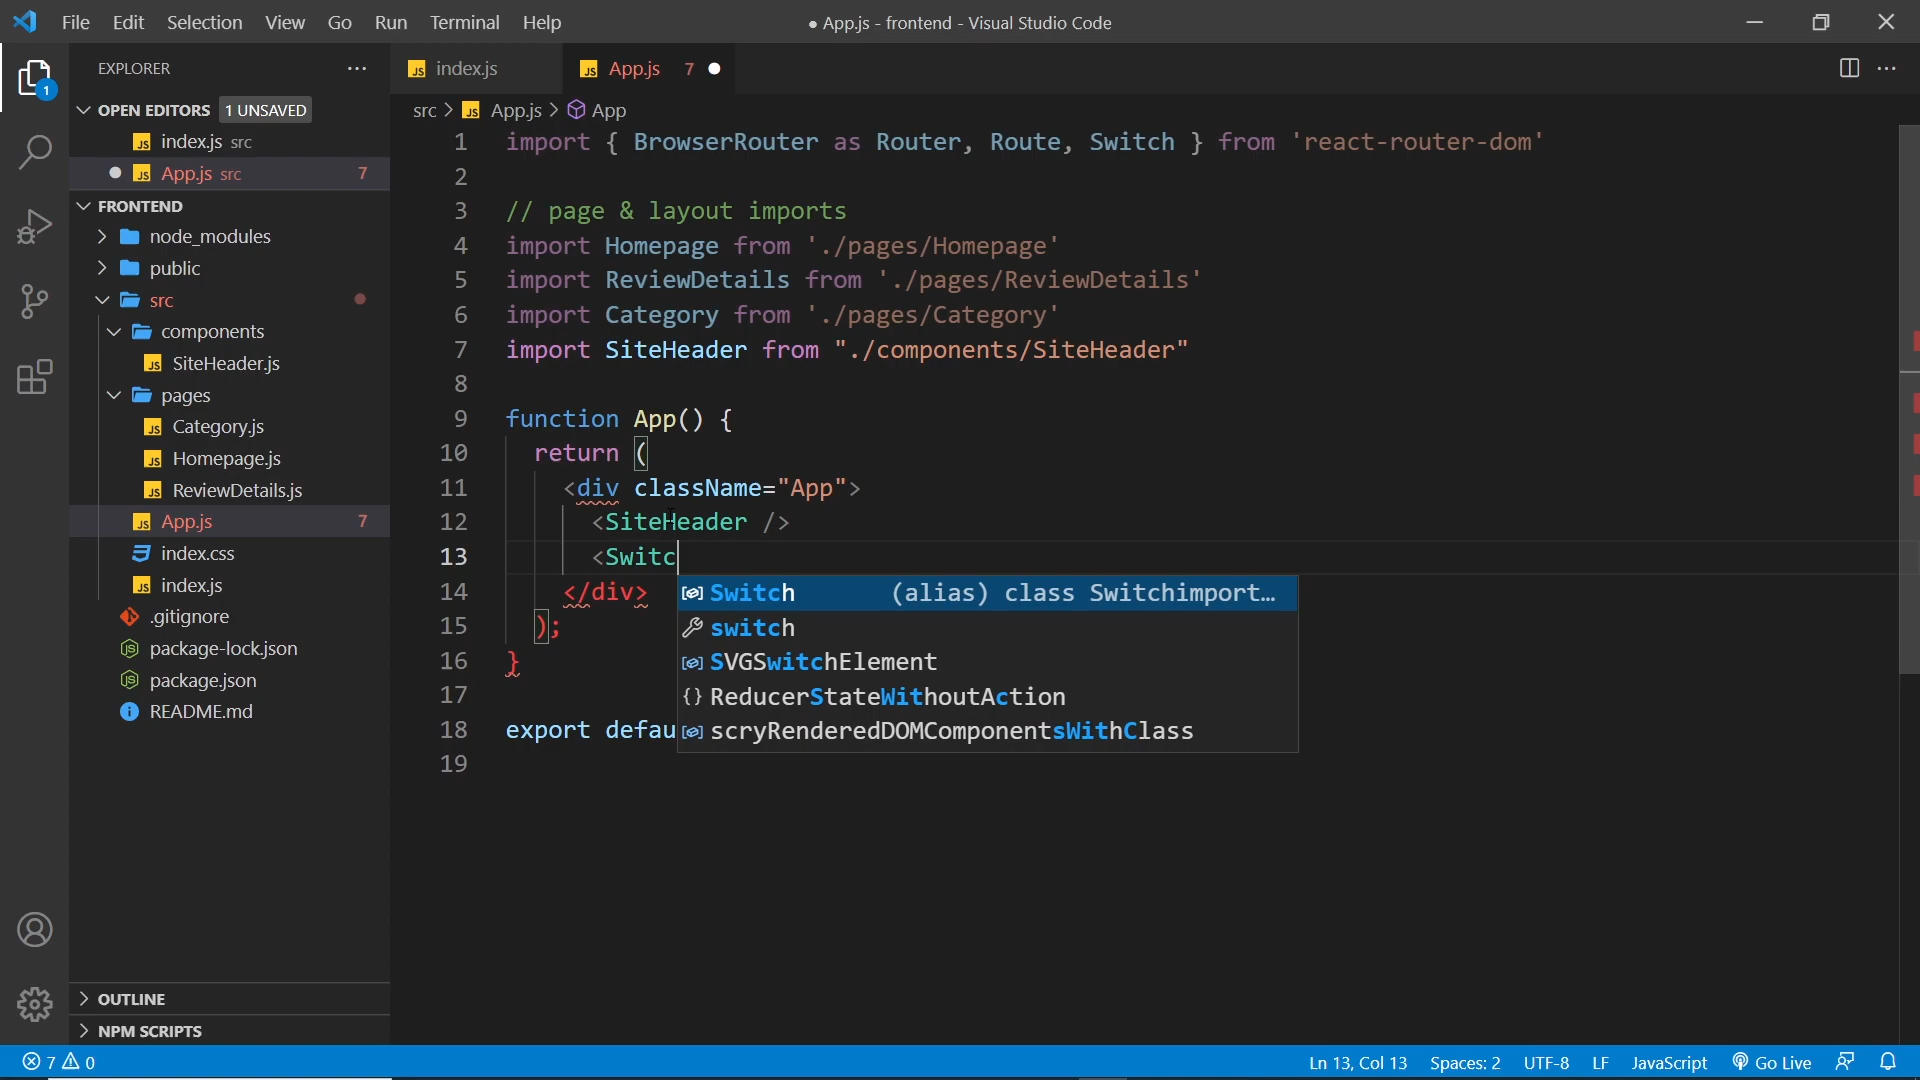 File Edit Selection View Go Run Terminal Help
● App.js - frontend - Visual Studio Code
EXPLORER
1
OPEN EDITORS 1 UNSAVED
index.js src
App.js src 7
FRONTEND
node_modules
public
src
components
SiteHeader.js
pages
Category.js
Homepage.js
ReviewDetails.js
App.js 7
index.css
index.js
.gitignore
package-lock.json
package.json
README.md
OUTLINE
NPM SCRIPTS
JS index.js
JS App.js 7
src > JS App.js > App
1 import { BrowserRouter as Router, Route, Switch } from 'react-router-dom'
2
3 // page & layout imports
4 import Homepage from './pages/Homepage'
5 import ReviewDetails from './pages/ReviewDetails'
6 import Category from './pages/Category'
7 import SiteHeader from "./components/SiteHeader"
8
9 function App() {
10 return (
11 <div className="App">
12 <SiteHeader />
13 <Switc
14 </div>
15 );
16 }
17
18 export defau
19
Switch (alias) class Switchimport…
switch
SVGSwitchElement
{} ReducerStateWithoutAction
scryRenderedDOMComponentsWithClass
7 0
Ln 13, Col 13 Spaces: 2 UTF-8 LF JavaScript Go Live